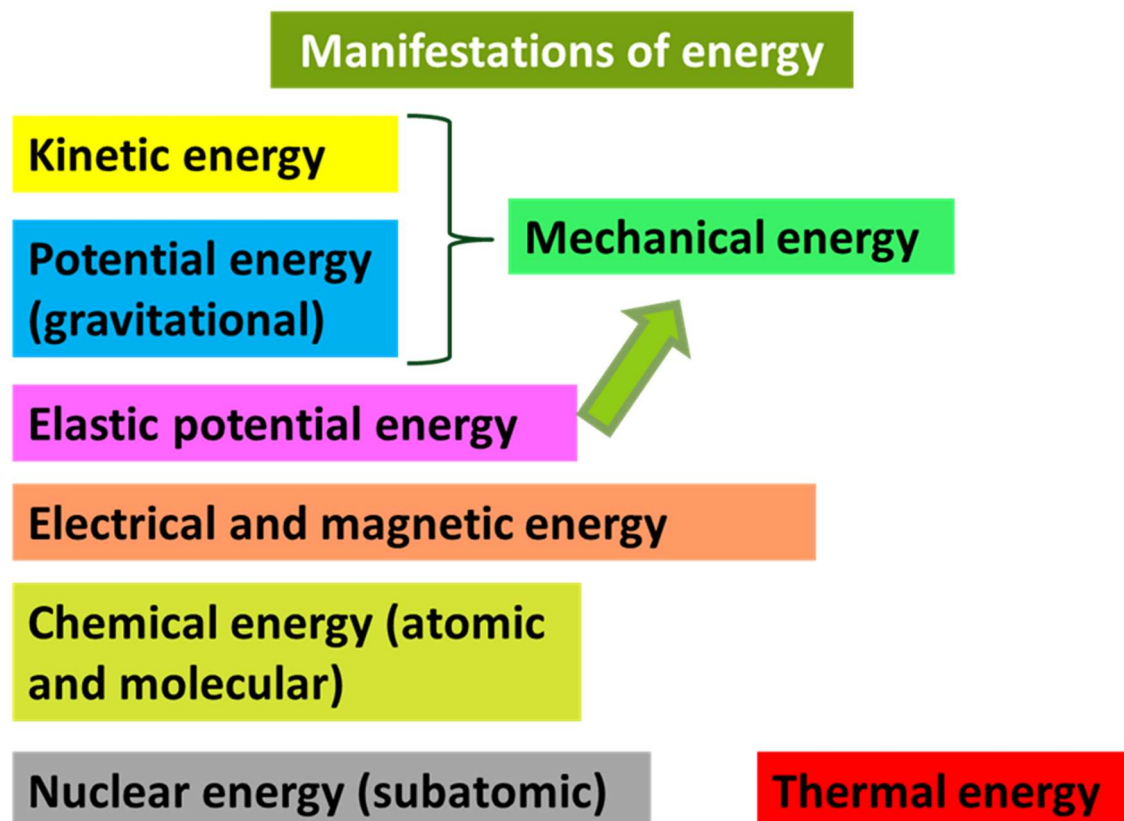 Manifestations of energy
Kinetic energy
Potential energy
(gravitational)
Mechanical energy
Elastic potential energy
Electrical and magnetic energy
Chemical energy (atomic
and molecular)
Nuclear energy (subatomic)
Thermal energy